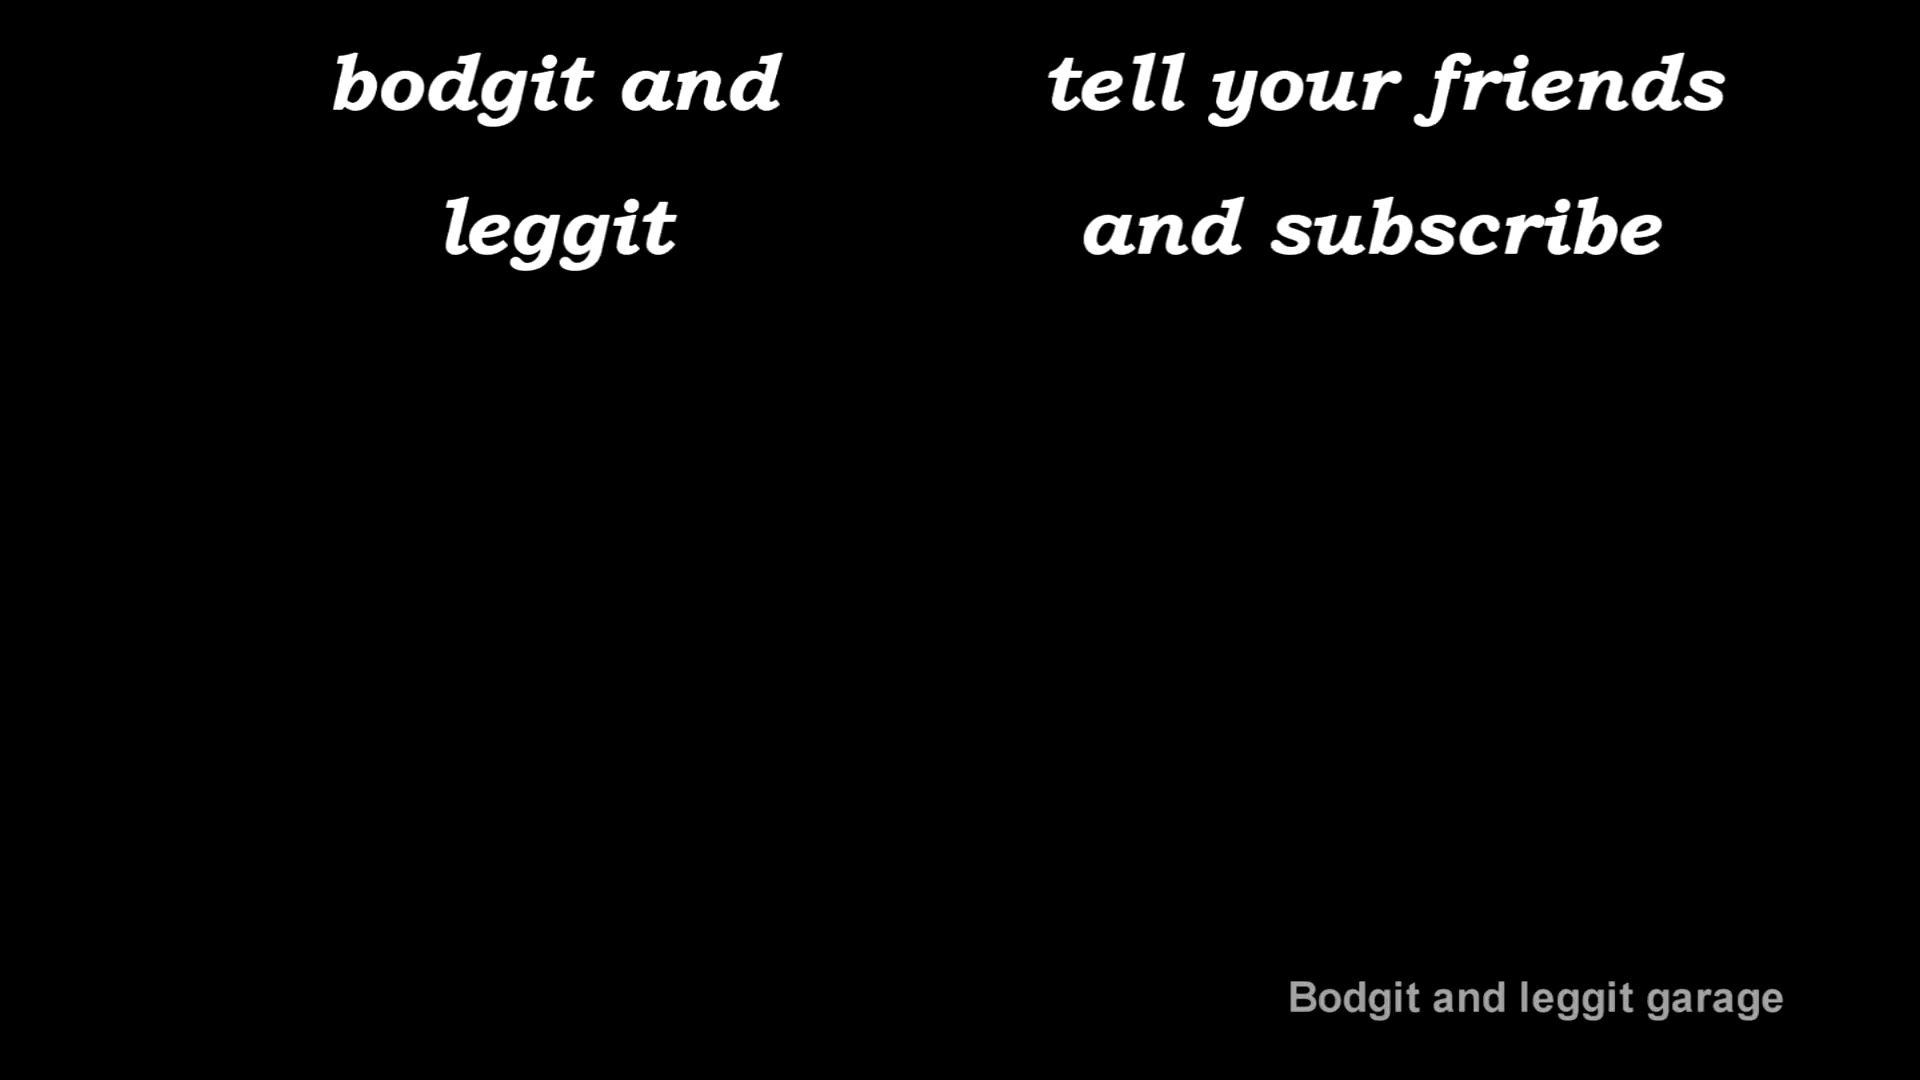 bodgit and
leggit
tell your friends
and subscribe
Bodgit and leggit garage